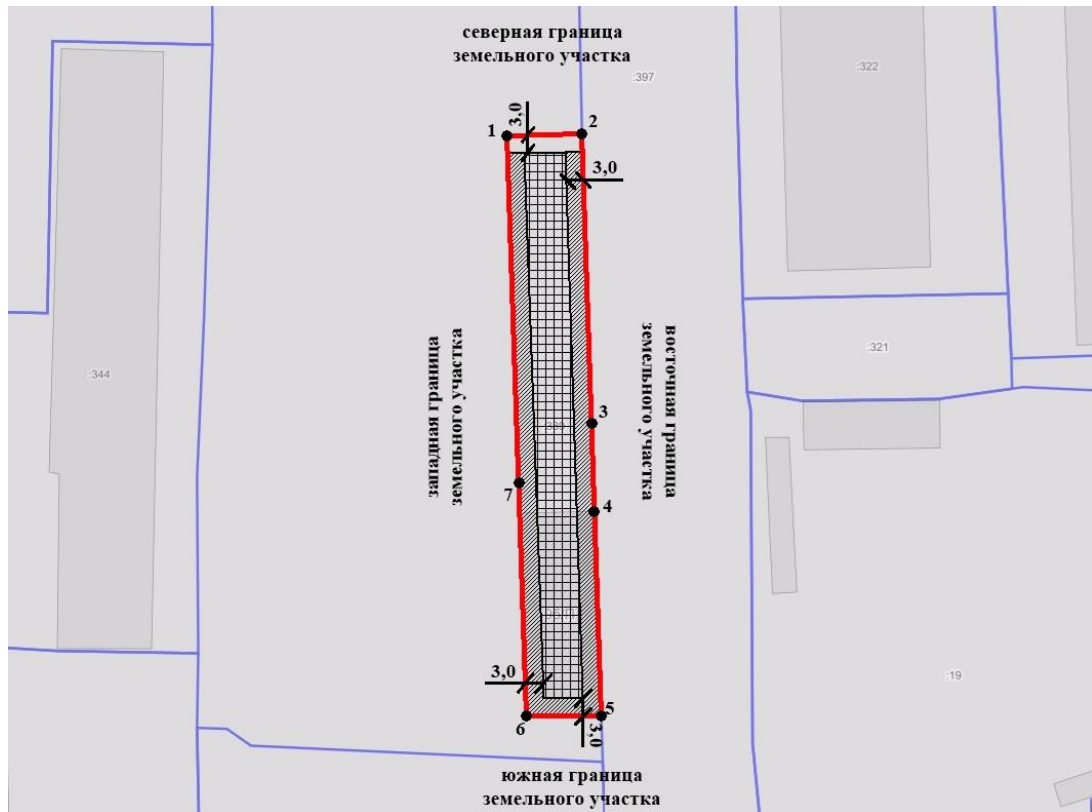 северная граница
земельного участка
:322
:397
3,0
1
2
3,0
:321
:344
западная граница
земельного участка
восточная граница
земельного участка
3
7
4
:19
3,0
5
6
3,0
южная граница
земельного участка